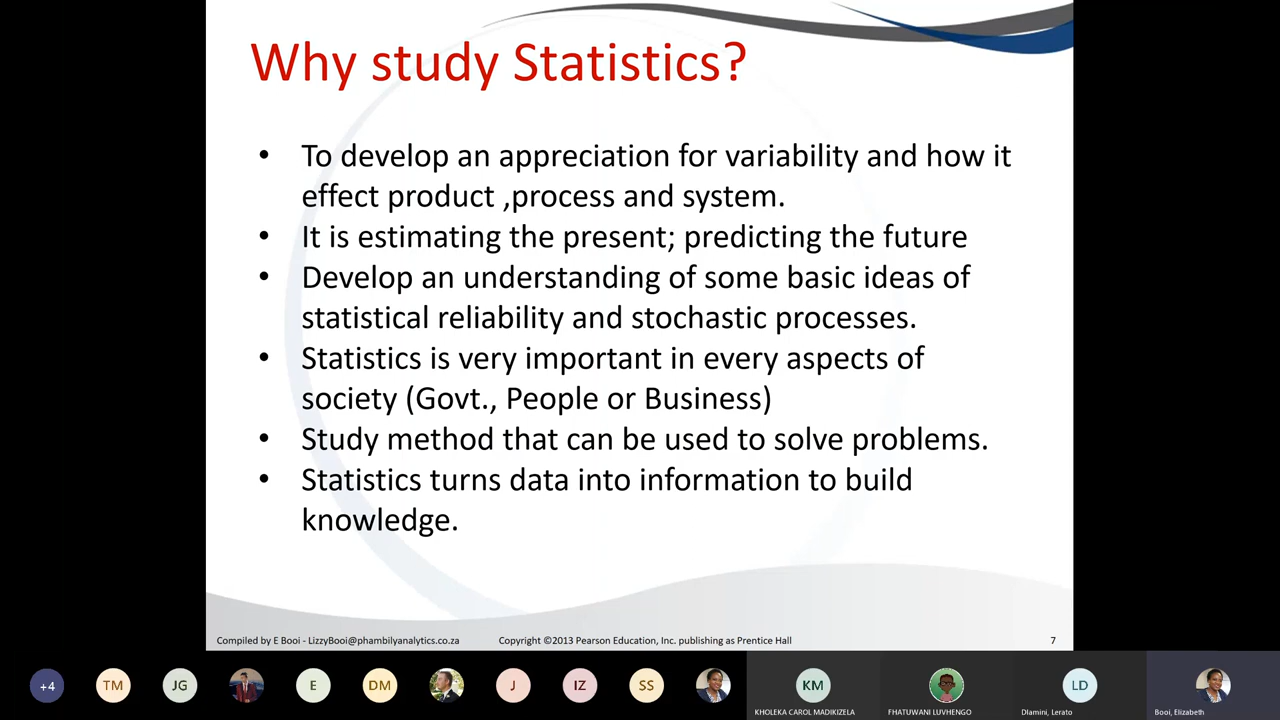 Why study Statistics?
• To develop an appreciation for variability and how it
effect product ,process and system.
• It is estimating the present; predicting the future
• Develop an understanding of some basic ideas of
statistical reliability and stochastic processes.
• Statistics is very important in every aspects of
society (Govt., People or Business)
• Study method that can be used to solve problems.
• Statistics turns data into information to build
knowledge.
Compiled by E Booi - LizzyBooi@phambilyanalytics.co.za Copyright ©2013 Pearson Education, Inc. publishing as Prentice Hall 7
+4 TM JG E DM J IZ SS KM LD
KHOLEKA CAROL MADIKIZELA FHATUWANI LUVHENGO Dlamini, Lerato Booi, Elizabeth